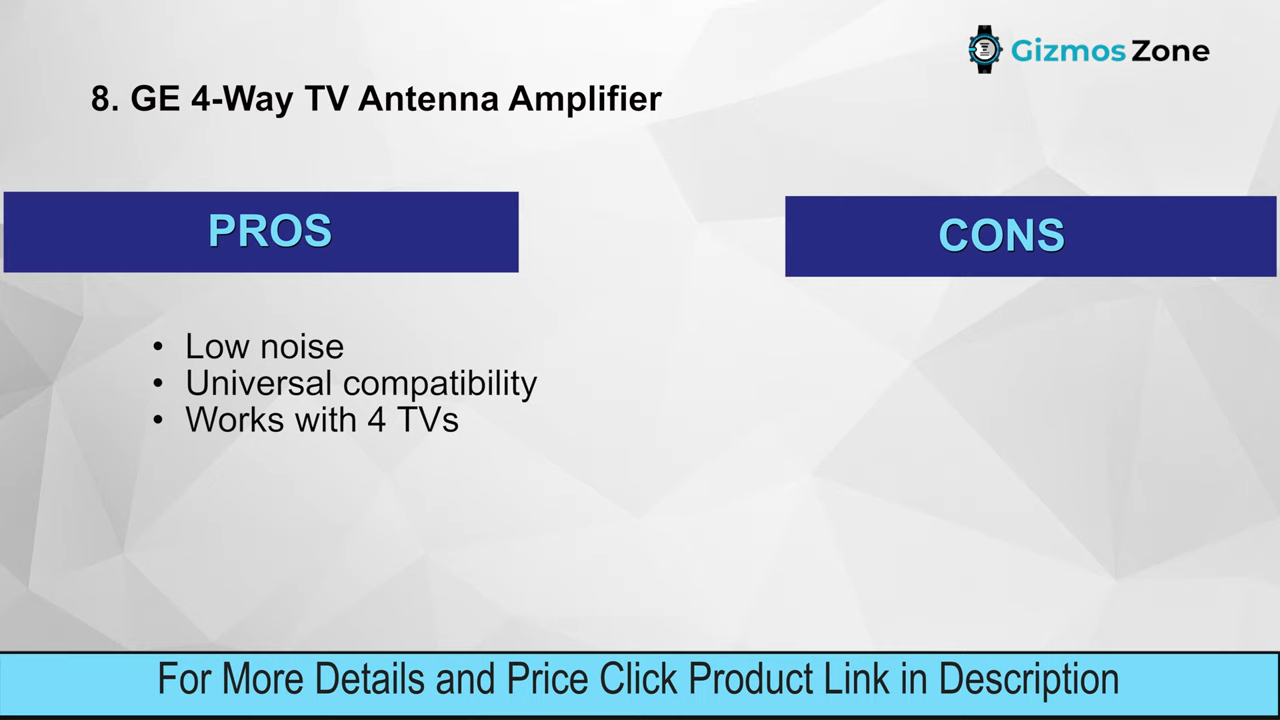 Gizmos Zone
8. GE 4-Way TV Antenna Amplifier
PROS
CONS
• Low noise
• Universal compatibility
• Works with 4 TVs
For More Details and Price Click Product Link in Description